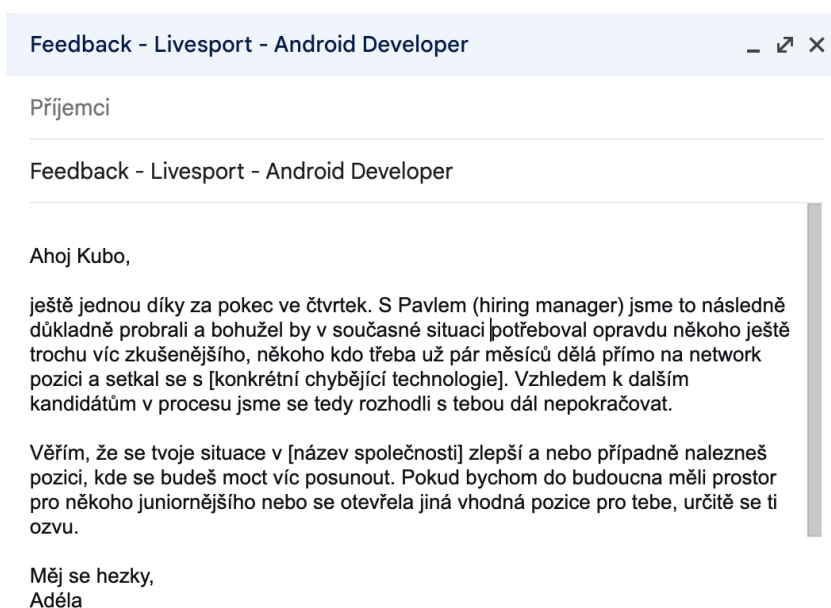 Feedback - Livesport - Android Developer
Příjemci
Feedback - Livesport - Android Developer
Ahoj Kubo,
ještě jednou díky za pokec ve čtvrtek. S Pavlem (hiring manager) jsme to následně
důkladně probrali a bohužel by v současné situaci potřeboval opravdu někoho ještě
trochu víc zkušenějšího, někoho kdo třeba už pár měsíců dělá přímo na network
pozici a setkal se s [konkrétní chybějící technologie]. Vzhledem k dalším
kandidátům v procesu jsme se tedy rozhodli s tebou dál nepokračovat.
Věřím, že se tvoje situace v [název společnosti] zlepší a nebo případně nalezneš
pozici, kde se budeš moct víc posunout. Pokud bychom do budoucna měli prostor
pro někoho juniornějšího nebo se otevřela jiná vhodná pozice pro tebe, určitě se ti
ozvu.
Měj se hezky,
Adéla